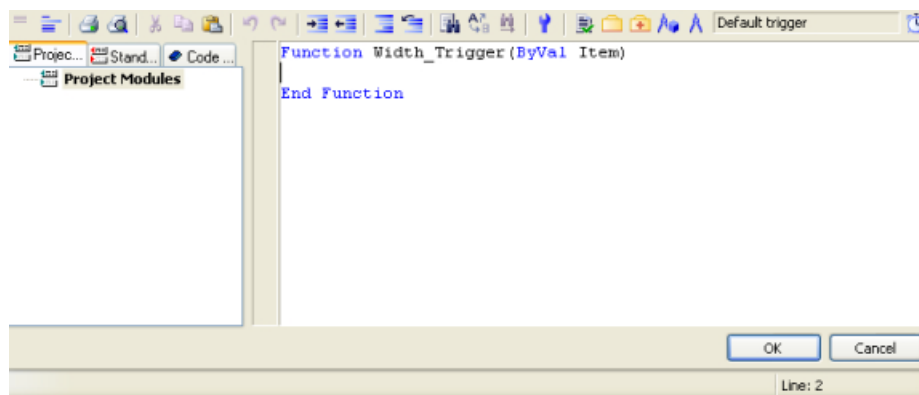 Default trigger
Projec... Stand... Code ...
Project Modules
Function Width_Trigger(ByVal Item)
End Function
OK Cancel
Line: 2